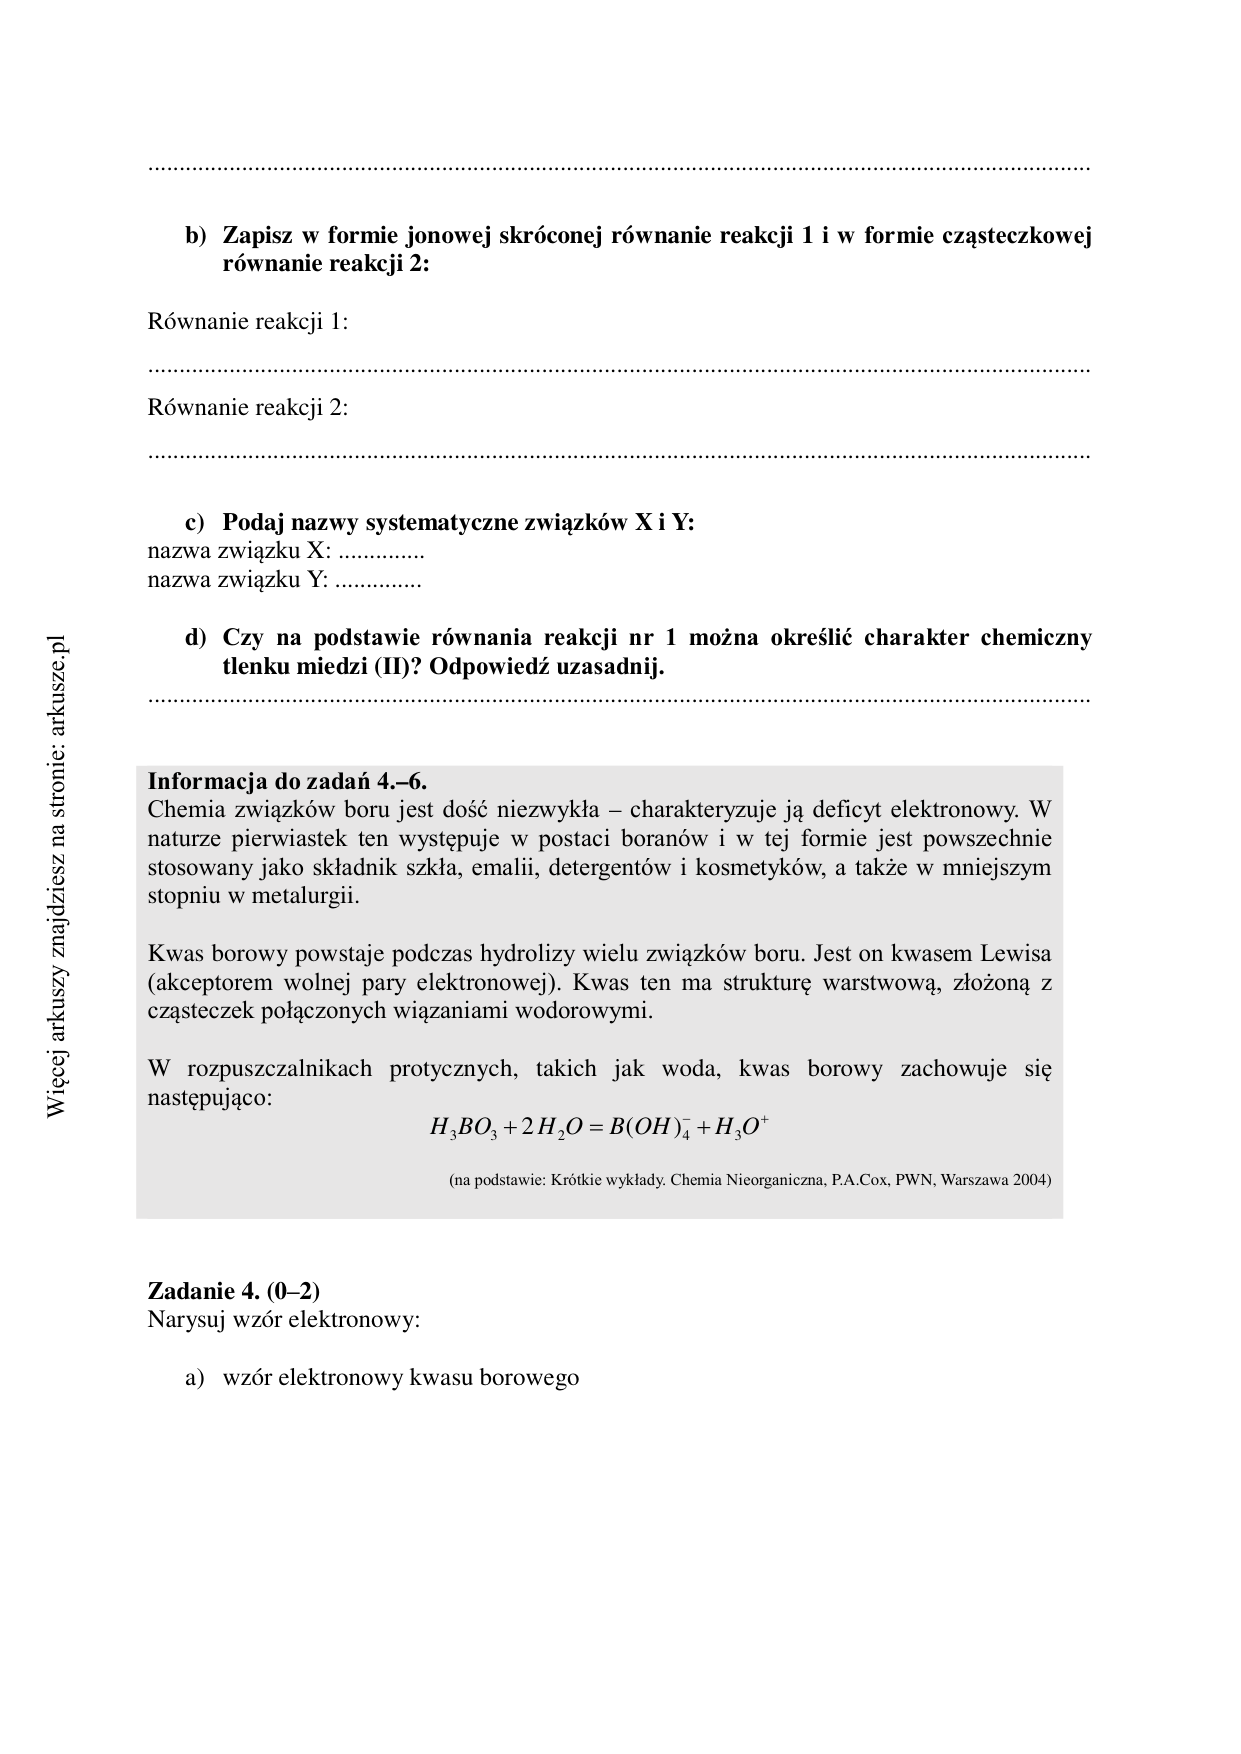 ......................................................................................................................................................
b) Zapisz w formie jonowej skróconej równanie reakcji 1 i w formie cząsteczkowej
równanie reakcji 2:
Równanie reakcji 1:
......................................................................................................................................................
Równanie reakcji 2:
......................................................................................................................................................
c) Podaj nazwy systematyczne związków X i Y:
nazwa związku X: ..............
nazwa związku Y: ..............
d) Czy na podstawie równania reakcji nr 1 można określić charakter chemiczny
tlenku miedzi (II)? Odpowiedź uzasadnij.
......................................................................................................................................................
Informacja do zadań 4.–6.
Chemia związków boru jest dość niezwykła – charakteryzuje ją deficyt elektronowy. W
naturze pierwiastek ten występuje w postaci boranów i w tej formie jest powszechnie
stosowany jako składnik szkła, emalii, detergentów i kosmetyków, a także w mniejszym
stopniu w metalurgii.
Kwas borowy powstaje podczas hydrolizy wielu związków boru. Jest on kwasem Lewisa
(akceptorem wolnej pary elektronowej). Kwas ten ma strukturę warstwową, złożoną z
cząsteczek połączonych wiązaniami wodorowymi.
W rozpuszczalnikach protycznych, takich jak woda, kwas borowy zachowuje się
następująco:
H₃BO₃ + 2 H₂O = B(OH)₄⁻ + H₃O⁺
(na podstawie: Krótkie wykłady. Chemia Nieorganiczna, P.A.Cox, PWN, Warszawa 2004)
Zadanie 4. (0–2)
Narysuj wzór elektronowy:
a) wzór elektronowy kwasu borowego
Więcej arkuszy znajdziesz na stronie: arkusze.pl